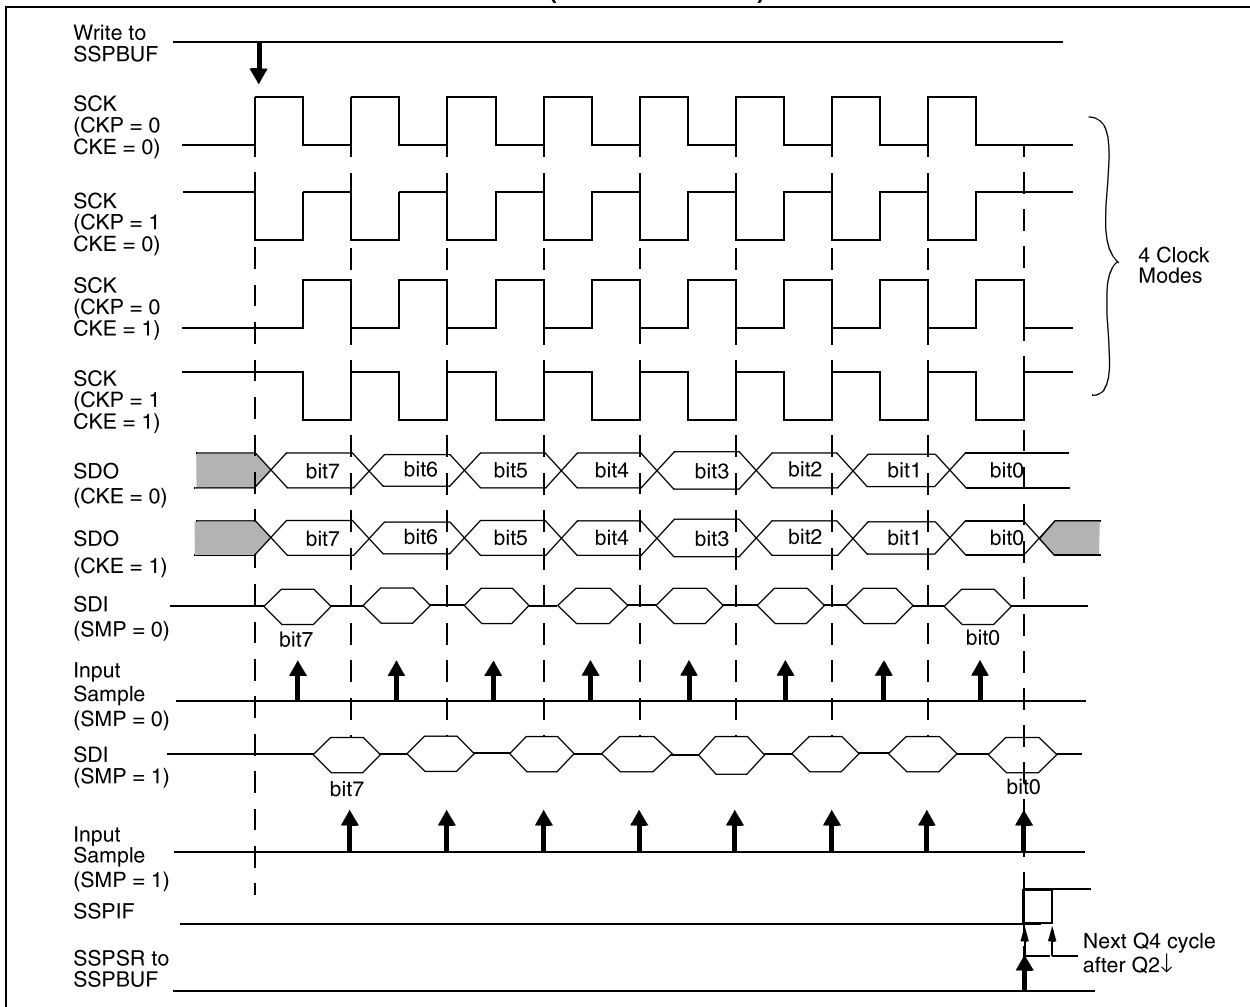 Write to
SSPBUF
SCK
(CKP = 0
CKE = 0)
SCK
(CKP = 1
CKE = 0)
4 Clock
Modes
SCK
(CKP = 0
CKE = 1)
SCK
(CKP = 1
CKE = 1)
SDO
(CKE = 0)
bit7 bit6 bit5 bit4 bit3 bit2 bit1 bit0
SDO
(CKE = 1)
bit7 bit6 bit5 bit4 bit3 bit2 bit1 bit0
SDI
(SMP = 0)
bit7 bit0
Input
Sample
(SMP = 0)
SDI
(SMP = 1)
bit7 bit0
Input
Sample
(SMP = 1)
SSPIF
Next Q4 cycle
after Q2↓
SSPSR to
SSPBUF